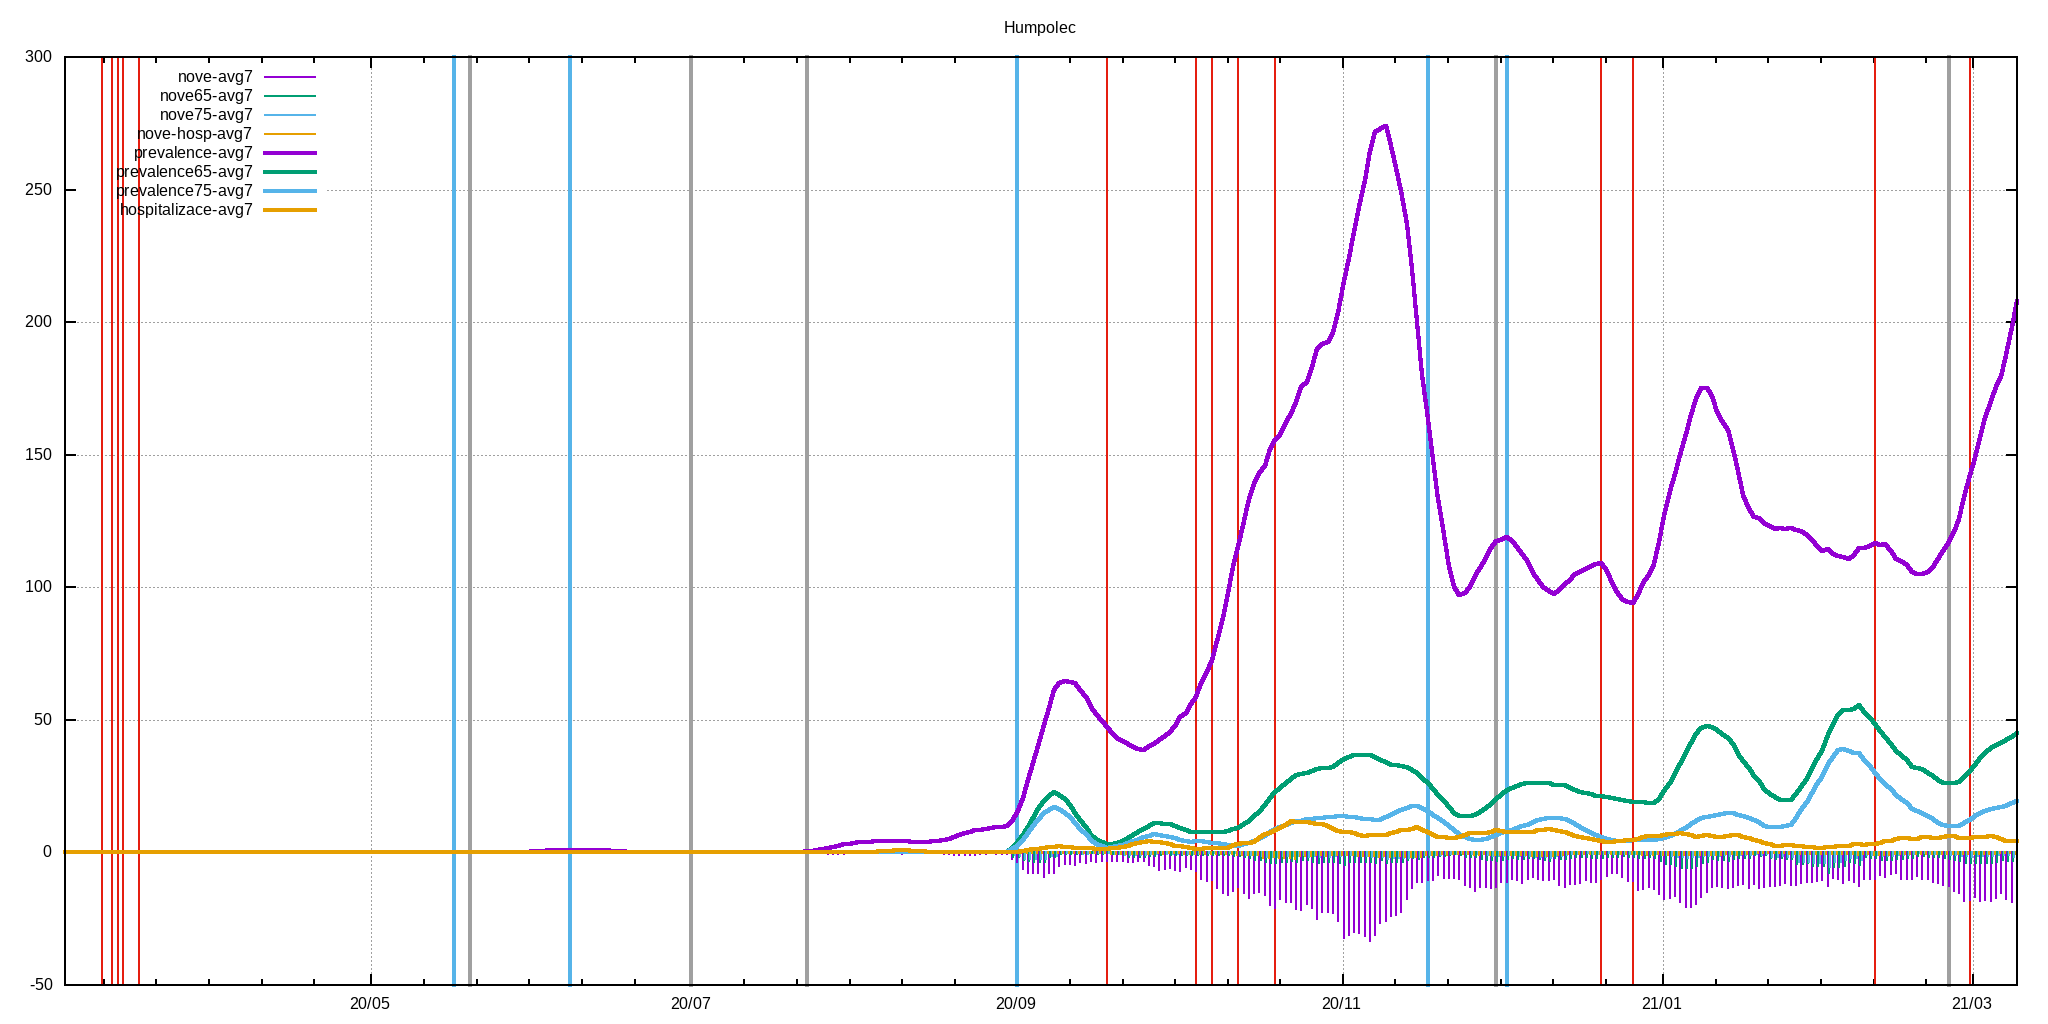 Humpolec
300
250
200
150
100
50
0
-50
nove-avg7
nove65-avg7
nove75-avg7
nove-hosp-avg7
prevalence-avg7
prevalence65-avg7
prevalence75-avg7
hospitalizace-avg7
20/05
20/07
20/09
20/11
21/01
21/03